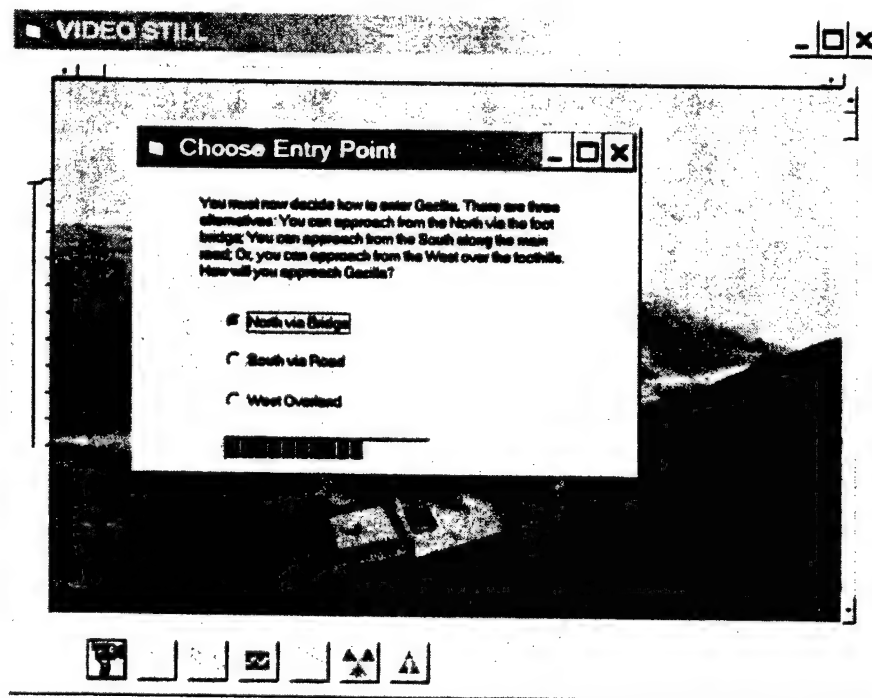 VIDEO STILL
Choose Entry Point
You must now decide how to enter Gazilla. There are three
alternatives: You can approach from the North via the foot
bridge; You can approach from the South along the main
road; Or, you can approach from the West over the foothills.
How will you approach Gazilla?
North via Bridge
South via Road
West Overland